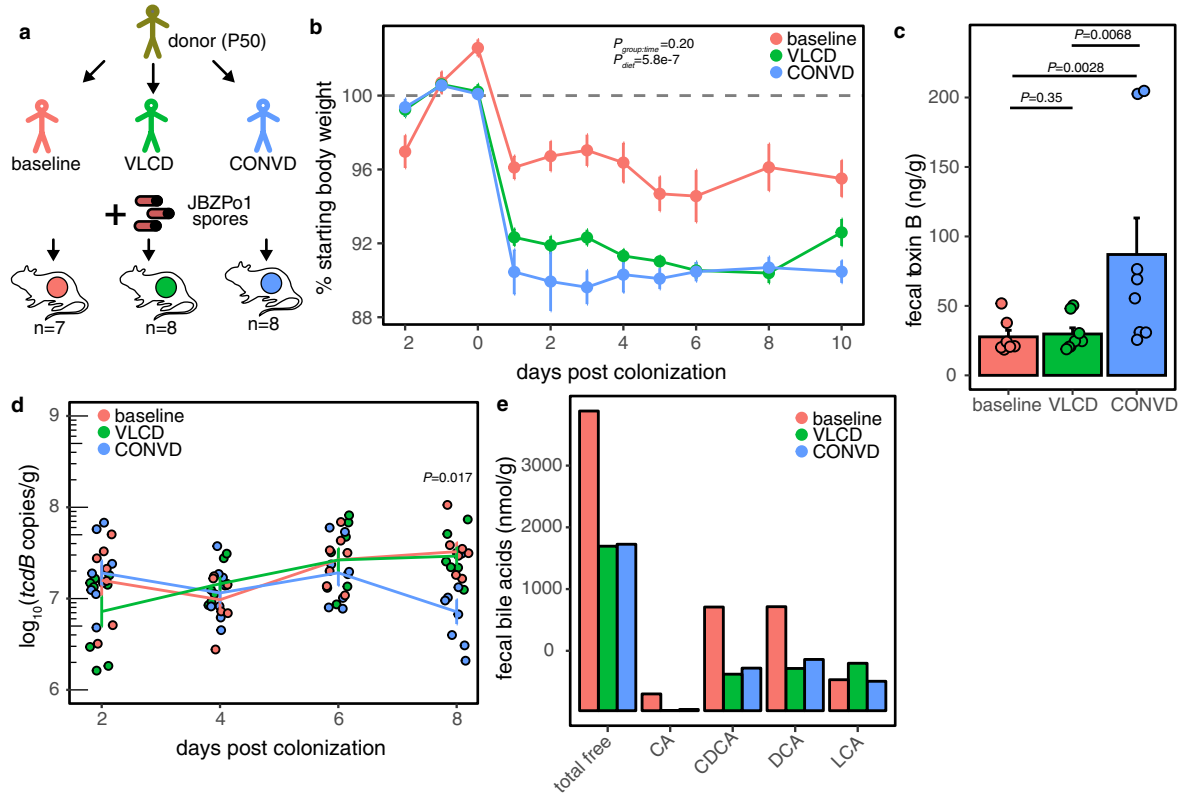 a
donor (P50)
baseline
VLCD
CONVD
+
JBZPo1
spores
n=7
n=8
n=8
b
P group:time=0.20
P diet=5.8e-7
baseline
VLCD
CONVD
% starting body weight
100
96
92
88
2
0
2
4
6
8
10
days post colonization
c
P=0.0068
P=0.0028
P=0.35
fecal toxin B (ng/g)
200
150
100
50
0
baseline
VLCD
CONVD
d
baseline
VLCD
CONVD
P=0.017
log10(tcdB copies/g)
9
8
7
6
2
4
6
8
days post colonization
e
baseline
VLCD
CONVD
fecal bile acids (nmol/g)
3000
2000
1000
0
total free
CA
CDCA
DCA
LCA